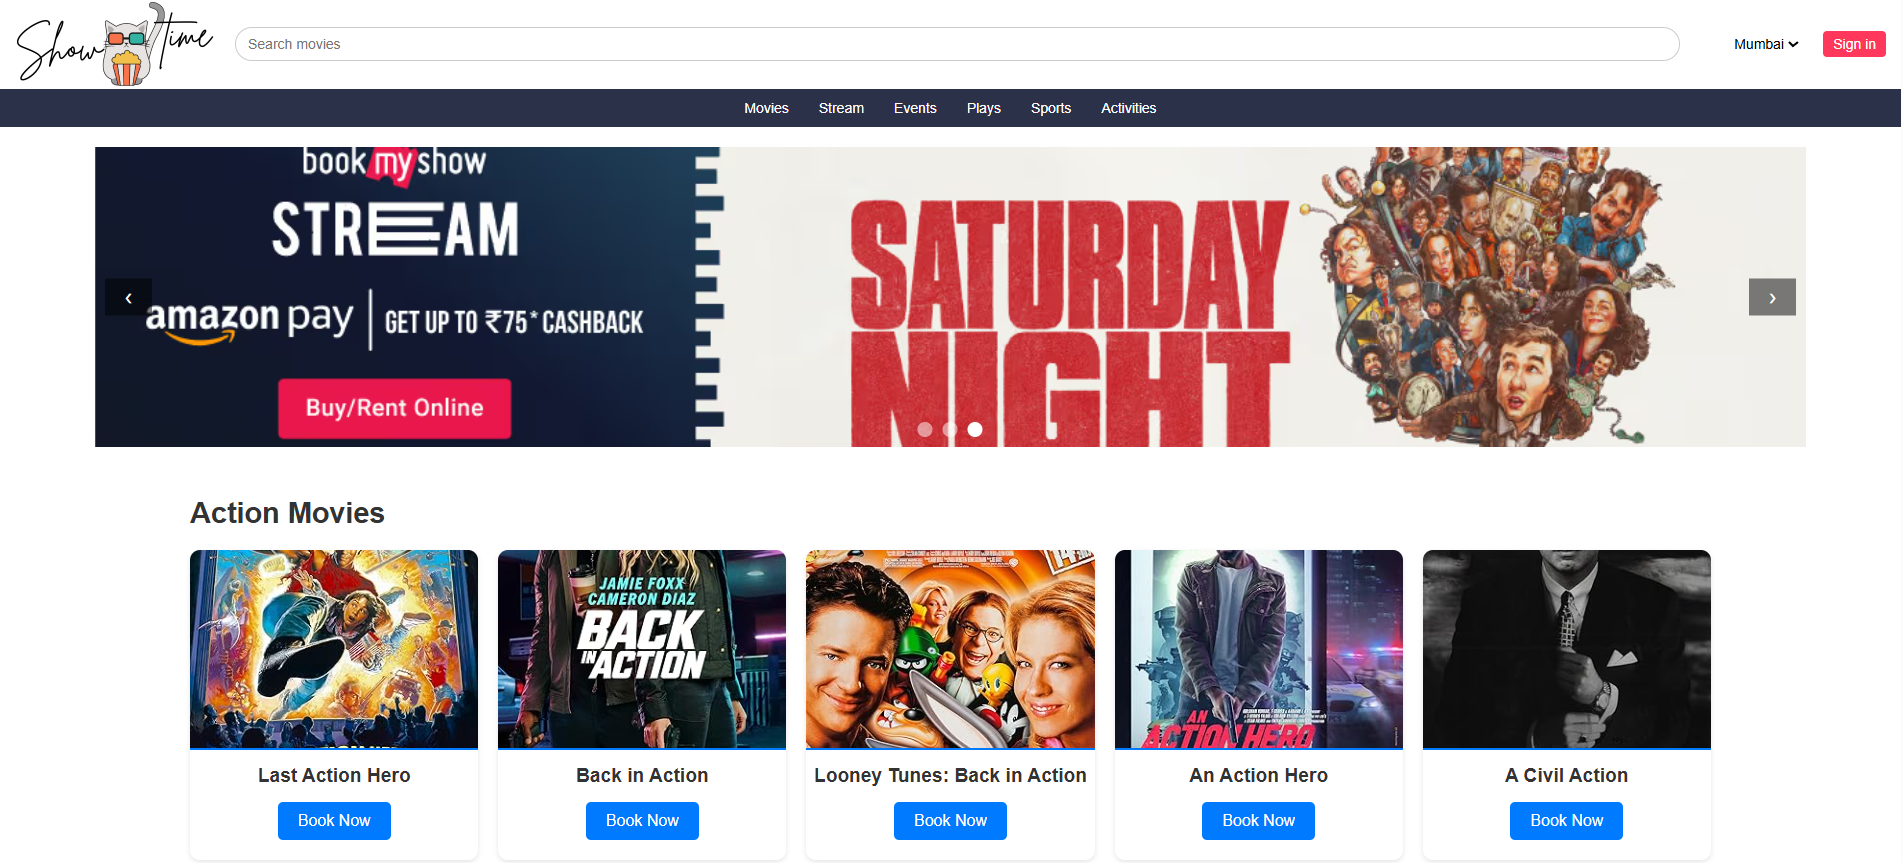 Show Time
Search movies
Mumbai
Sign in
Movies Stream Events Plays Sports Activities
book my show
STREAM
amazon pay GET UP TO ₹75* CASHBACK
Buy/Rent Online
SATURDAY
NIGHT
Action Movies
JAMIE FOXX
CAMERON DIAZ
BACK
IN ACTION
AN
ACTION HERO
Last Action Hero
Back in Action
Looney Tunes: Back in Action
An Action Hero
A Civil Action
Book Now
Book Now
Book Now
Book Now
Book Now